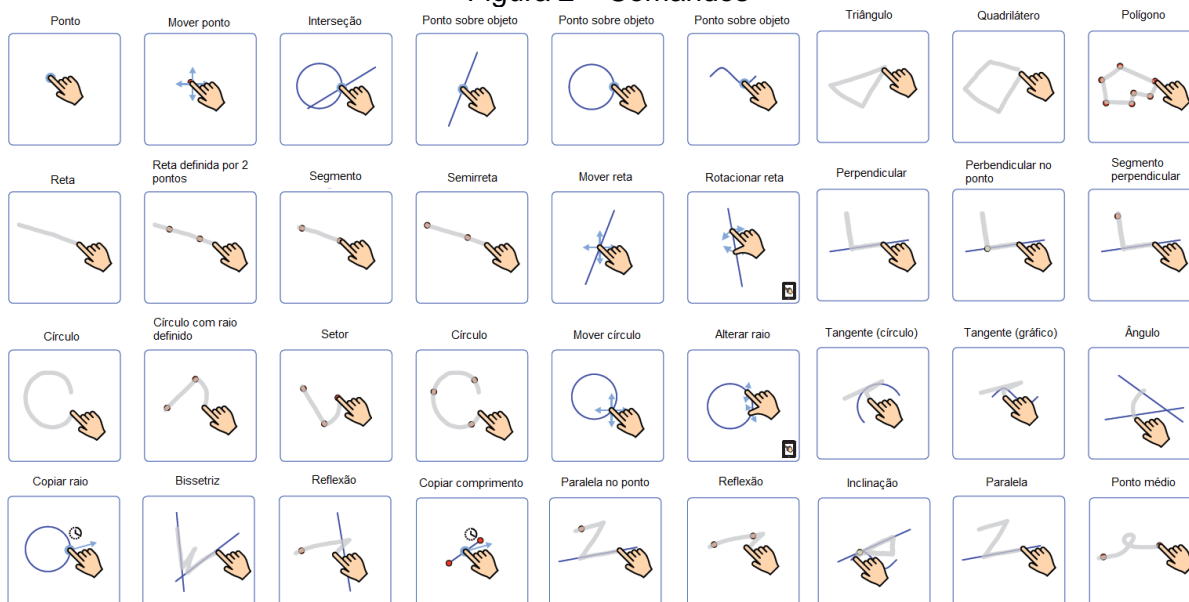 Figura 2 – Comandos
Ponto
Mover ponto
Interseção
Ponto sobre objeto
Ponto sobre objeto
Ponto sobre objeto
Triângulo
Quadrilátero
Polígono
Reta
Reta definida por 2
pontos
Segmento
Semirreta
Mover reta
Rotacionar reta
Perpendicular
Perbendicular no
ponto
Segmento
perpendicular
Círculo
Círculo com raio
definido
Setor
Círculo
Mover círculo
Alterar raio
Tangente (círculo)
Tangente (gráfico)
Ângulo
Copiar raio
Bissetriz
Reflexão
Copiar comprimento
Paralela no ponto
Reflexão
Inclinação
Paralela
Ponto médio